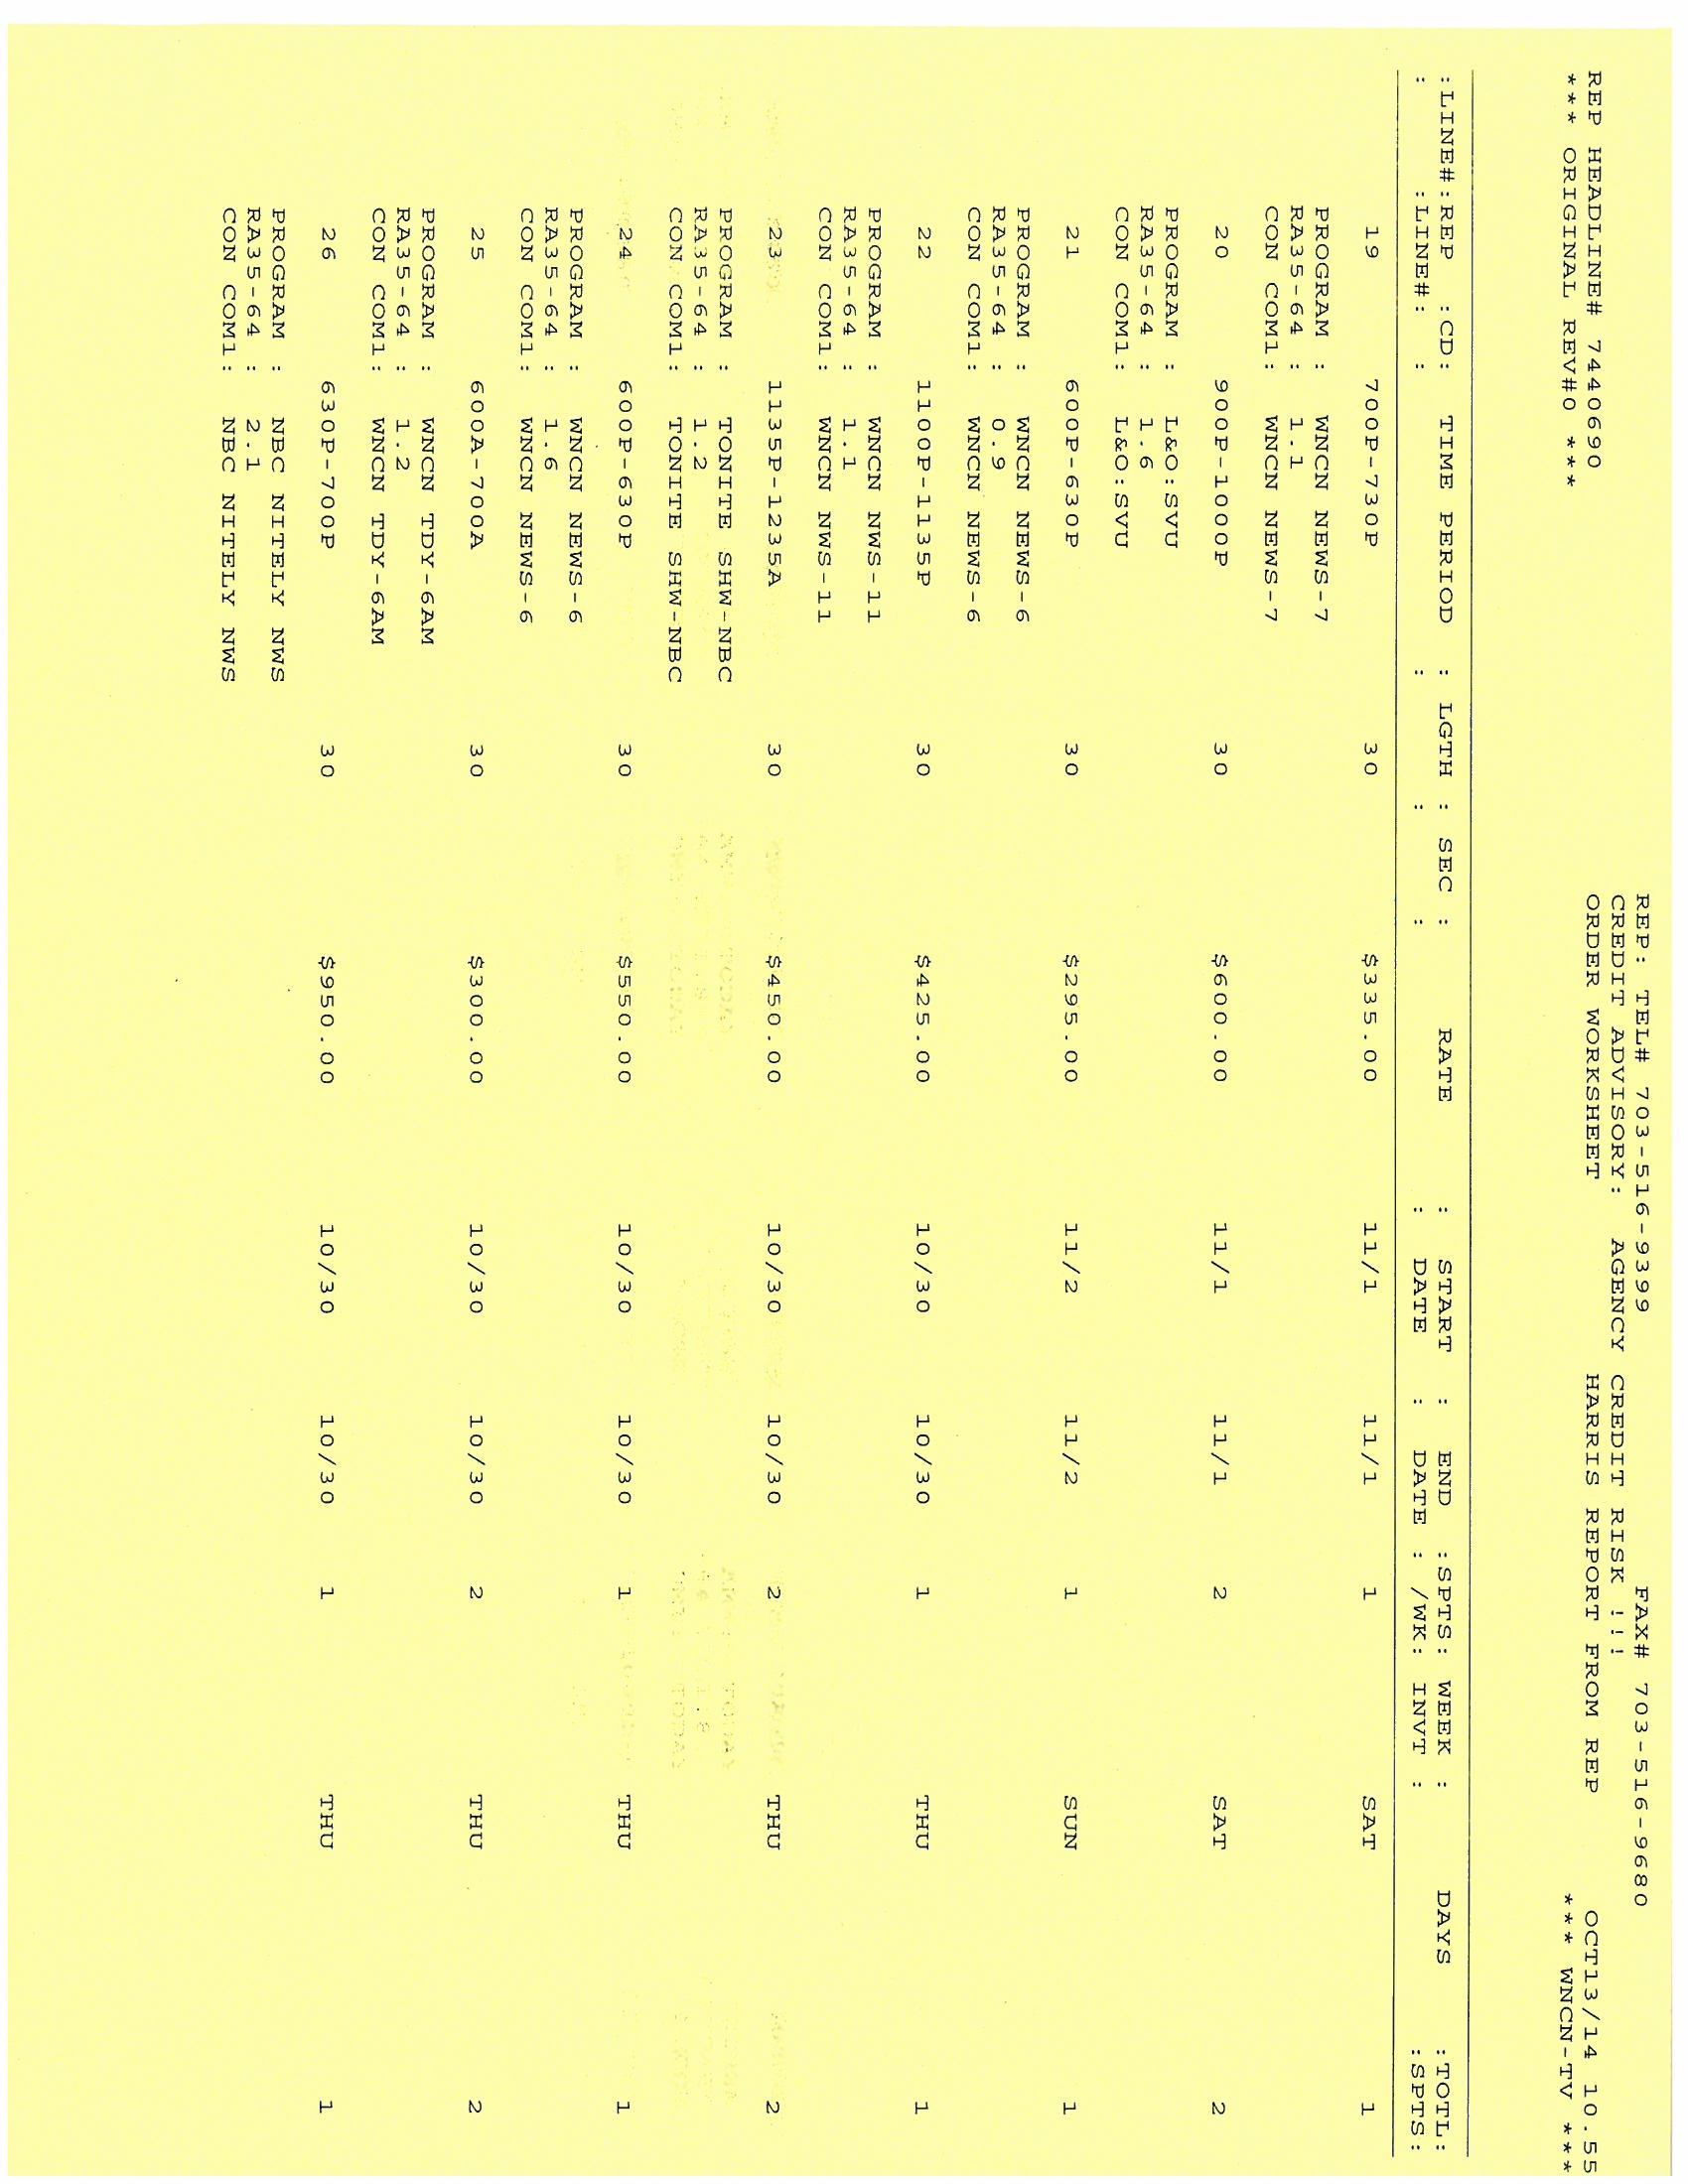 REP: TEL# 703-516-9399 FAX# 703-516-9680
CREDIT ADVISORY: AGENCY CREDIT RISK !!!
REP HEADLINE# 7440690 ORDER WORKSHEET HARRIS REPORT FROM REP OCT13/14 10.55
*** ORIGINAL REV#0 *** *** WNCN-TV ***
:LINE#:REP :CD: TIME PERIOD : LGTH : SEC : RATE : START : END :SPTS: WEEK : DAYS :TOTL:
: :LINE#: : : : : : DATE : DATE : /WK: INVT : :SPTS:
19 700P-730P 30 $335.00 11/1 11/1 1 SAT 1
PROGRAM : WNCN NEWS-7
RA35-64 : 1.1
CON COM1: WNCN NEWS-7
20 900P-1000P 30 $600.00 11/1 11/1 2 SAT 2
PROGRAM : L&O:SVU
RA35-64 : 1.6
CON COM1: L&O:SVU
21 600P-630P 30 $295.00 11/2 11/2 1 SUN 1
PROGRAM : WNCN NEWS-6
RA35-64 : 0.9
CON COM1: WNCN NEWS-6
22 1100P-1135P 30 $425.00 10/30 10/30 1 THU 1
PROGRAM : WNCN NWS-11
RA35-64 : 1.1
CON COM1: WNCN NWS-11
23 1135P-1235A 30 $450.00 10/30 10/30 2 THU 2
PROGRAM : TONITE SHW-NBC
RA35-64 : 1.2
CON COM1: TONITE SHW-NBC
24 600P-630P 30 $550.00 10/30 10/30 1 THU 1
PROGRAM : WNCN NEWS-6
RA35-64 : 1.6
CON COM1: WNCN NEWS-6
25 600A-700A 30 $300.00 10/30 10/30 2 THU 2
PROGRAM : WNCN TDY-6AM
RA35-64 : 1.2
CON COM1: WNCN TDY-6AM
26 630P-700P 30 $950.00 10/30 10/30 1 THU 1
PROGRAM : NBC NITELY NWS
RA35-64 : 2.1
CON COM1: NBC NITELY NWS